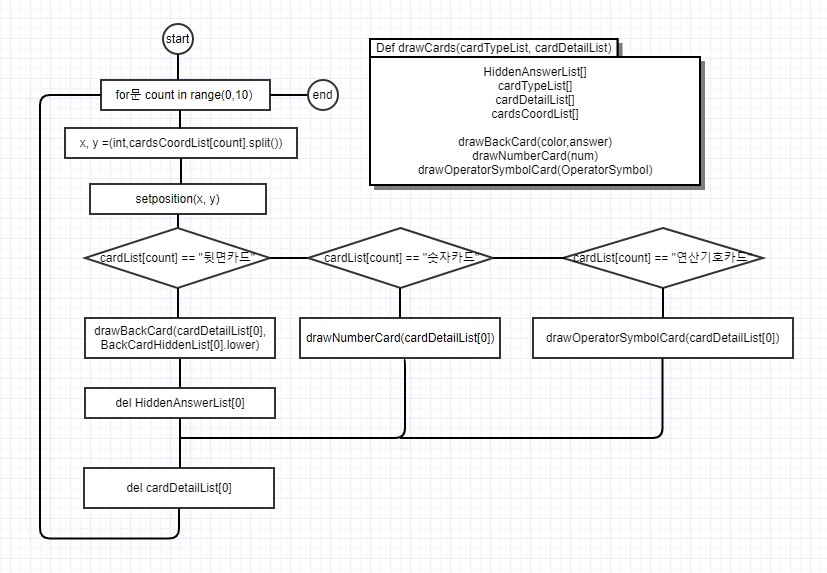 start
Def drawCards(cardTypeList, cardDetailList)
HiddenAnswerList[]
cardTypeList[]
cardDetailList[]
cardsCoordList[]
drawBackCard(color,answer)
drawNumberCard(num)
drawOperatorSymbolCard(OperatorSymbol)
for문 count in range(0,10)
end
x, y =(int,cardsCoordList[count].split())
setposition(x, y)
cardList[count] == "뒷면카드"
cardList[count] == "숫자카드"
cardList[count] == "연산기호카드"
drawBackCard(cardDetailList[0],
BackCardHiddenList[0].lower)
drawNumberCard(cardDetailList[0])
drawOperatorSymbolCard(cardDetailList[0])
del HiddenAnswerList[0]
del cardDetailList[0]